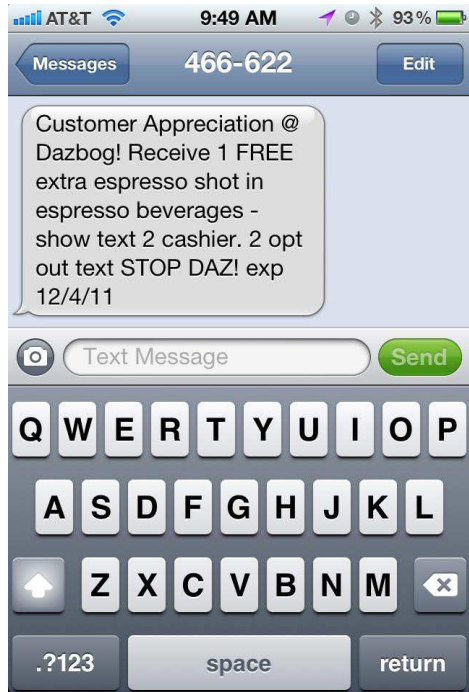 AT&T 9:49 AM 93%
Messages 466-622 Edit
Customer Appreciation @
Dazbog! Receive 1 FREE
extra espresso shot in
espresso beverages -
show text 2 cashier. 2 opt
out text STOP DAZ! exp
12/4/11
Text Message Send
Q W E R T Y U I O P
A S D F G H J K L
Z X C V B N M
.?123 space return